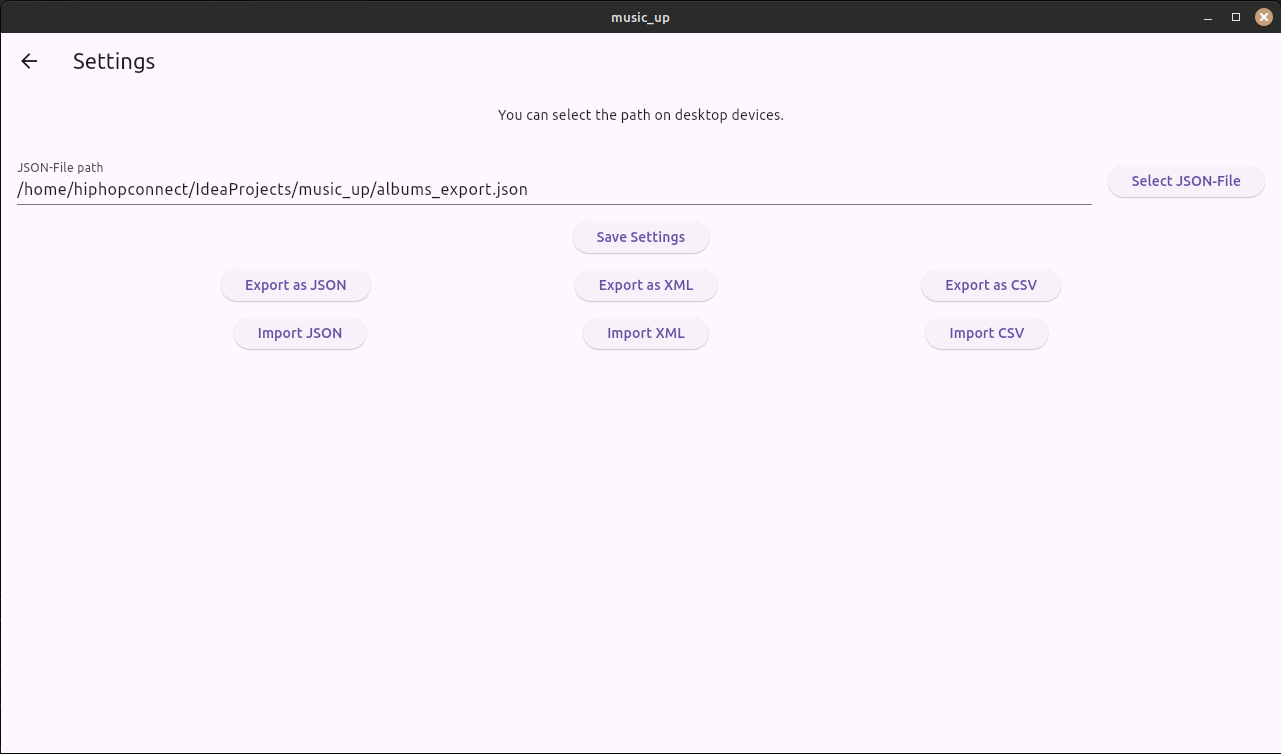 music_up
Settings
You can select the path on desktop devices.
JSON-File path
/home/hiphopconnect/IdeaProjects/music_up/albums_export.json
Select JSON-File
Save Settings
Export as JSON
Export as XML
Export as CSV
Import JSON
Import XML
Import CSV